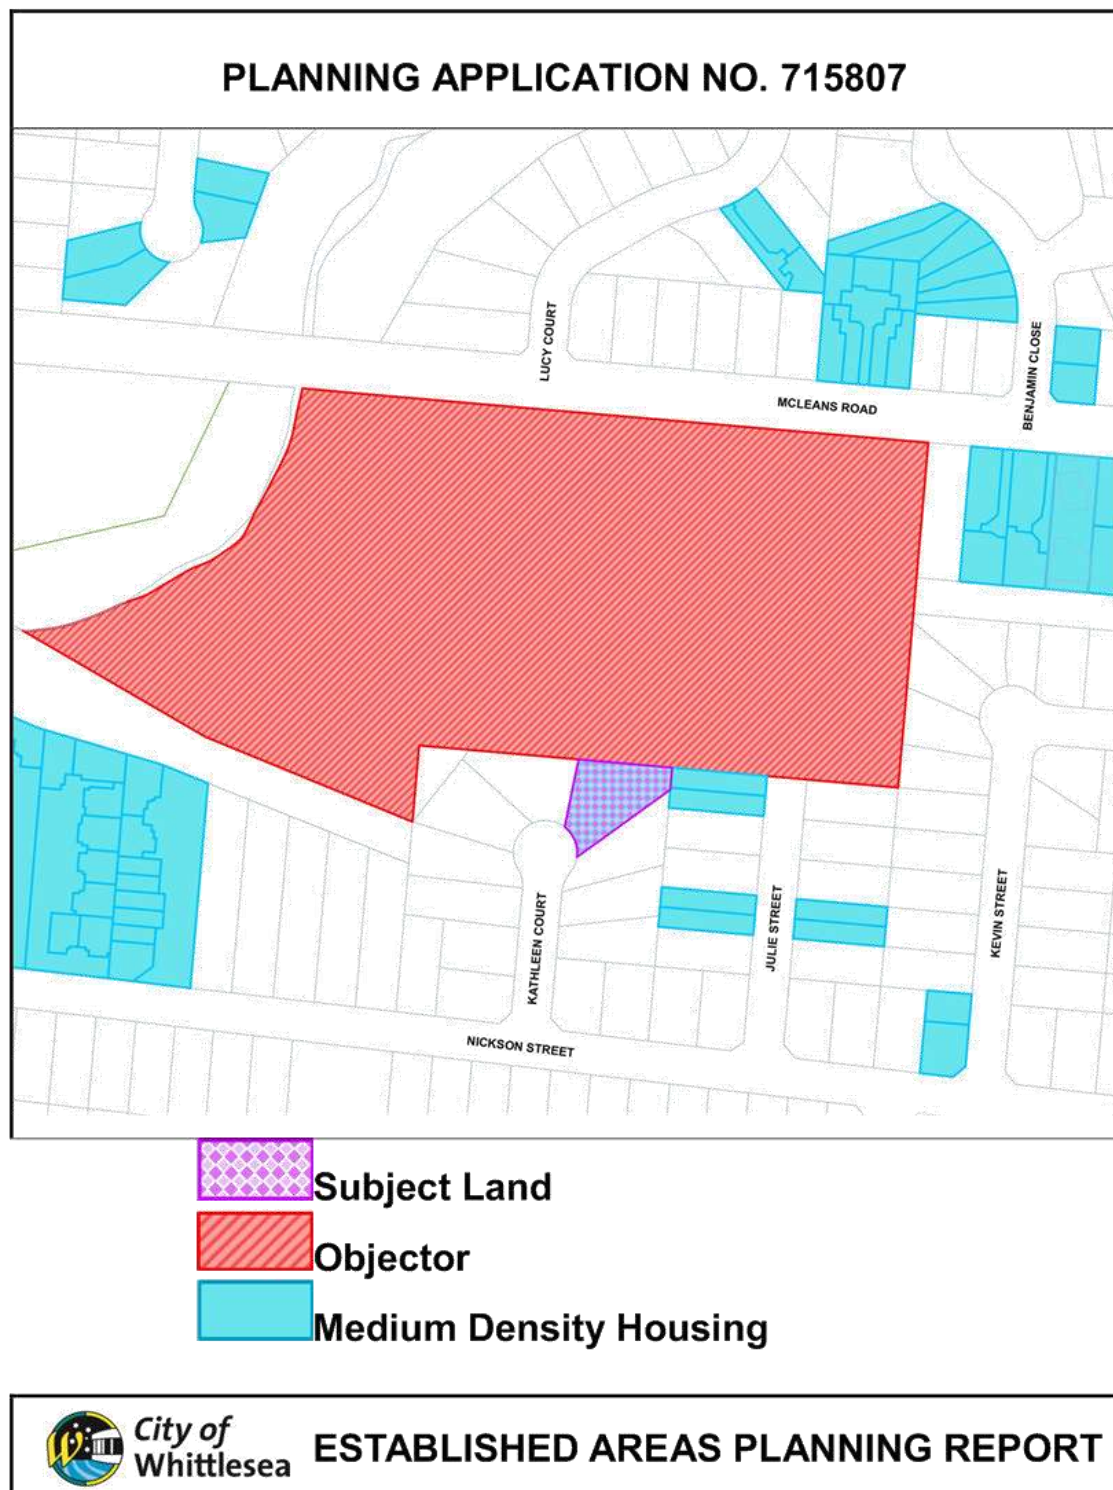 PLANNING APPLICATION NO. 715807
LUCY COURT
BENJAMIN CLOSE
MCLEANS ROAD
KATHLEEN COURT
JULIE STREET
KEVIN STREET
NICKSON STREET
Subject Land
Objector
Medium Density Housing
City of
Whittlesea
ESTABLISHED AREAS PLANNING REPORT